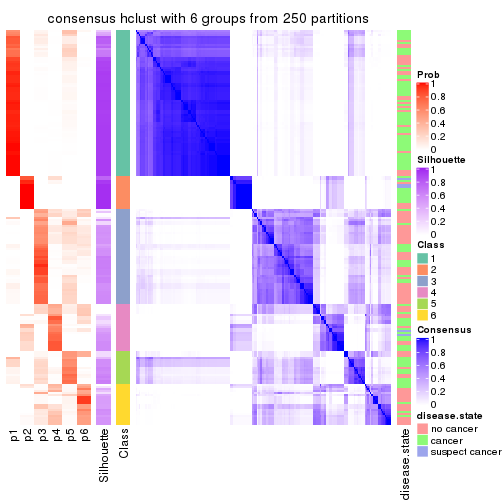 consensus hclust with 6 groups from 250 partitions
Prob
1
0.8
0.6
0.4
0.2
0
Silhouette
1
0.8
0.6
0.4
0.2
0
Class
1
2
3
4
5
6
Consensus
1
0.8
0.6
0.4
0.2
0
disease.state
no cancer
cancer
suspect cancer
p1
p2
p3
p4
p5
p6
Silhouette
Class
disease.state